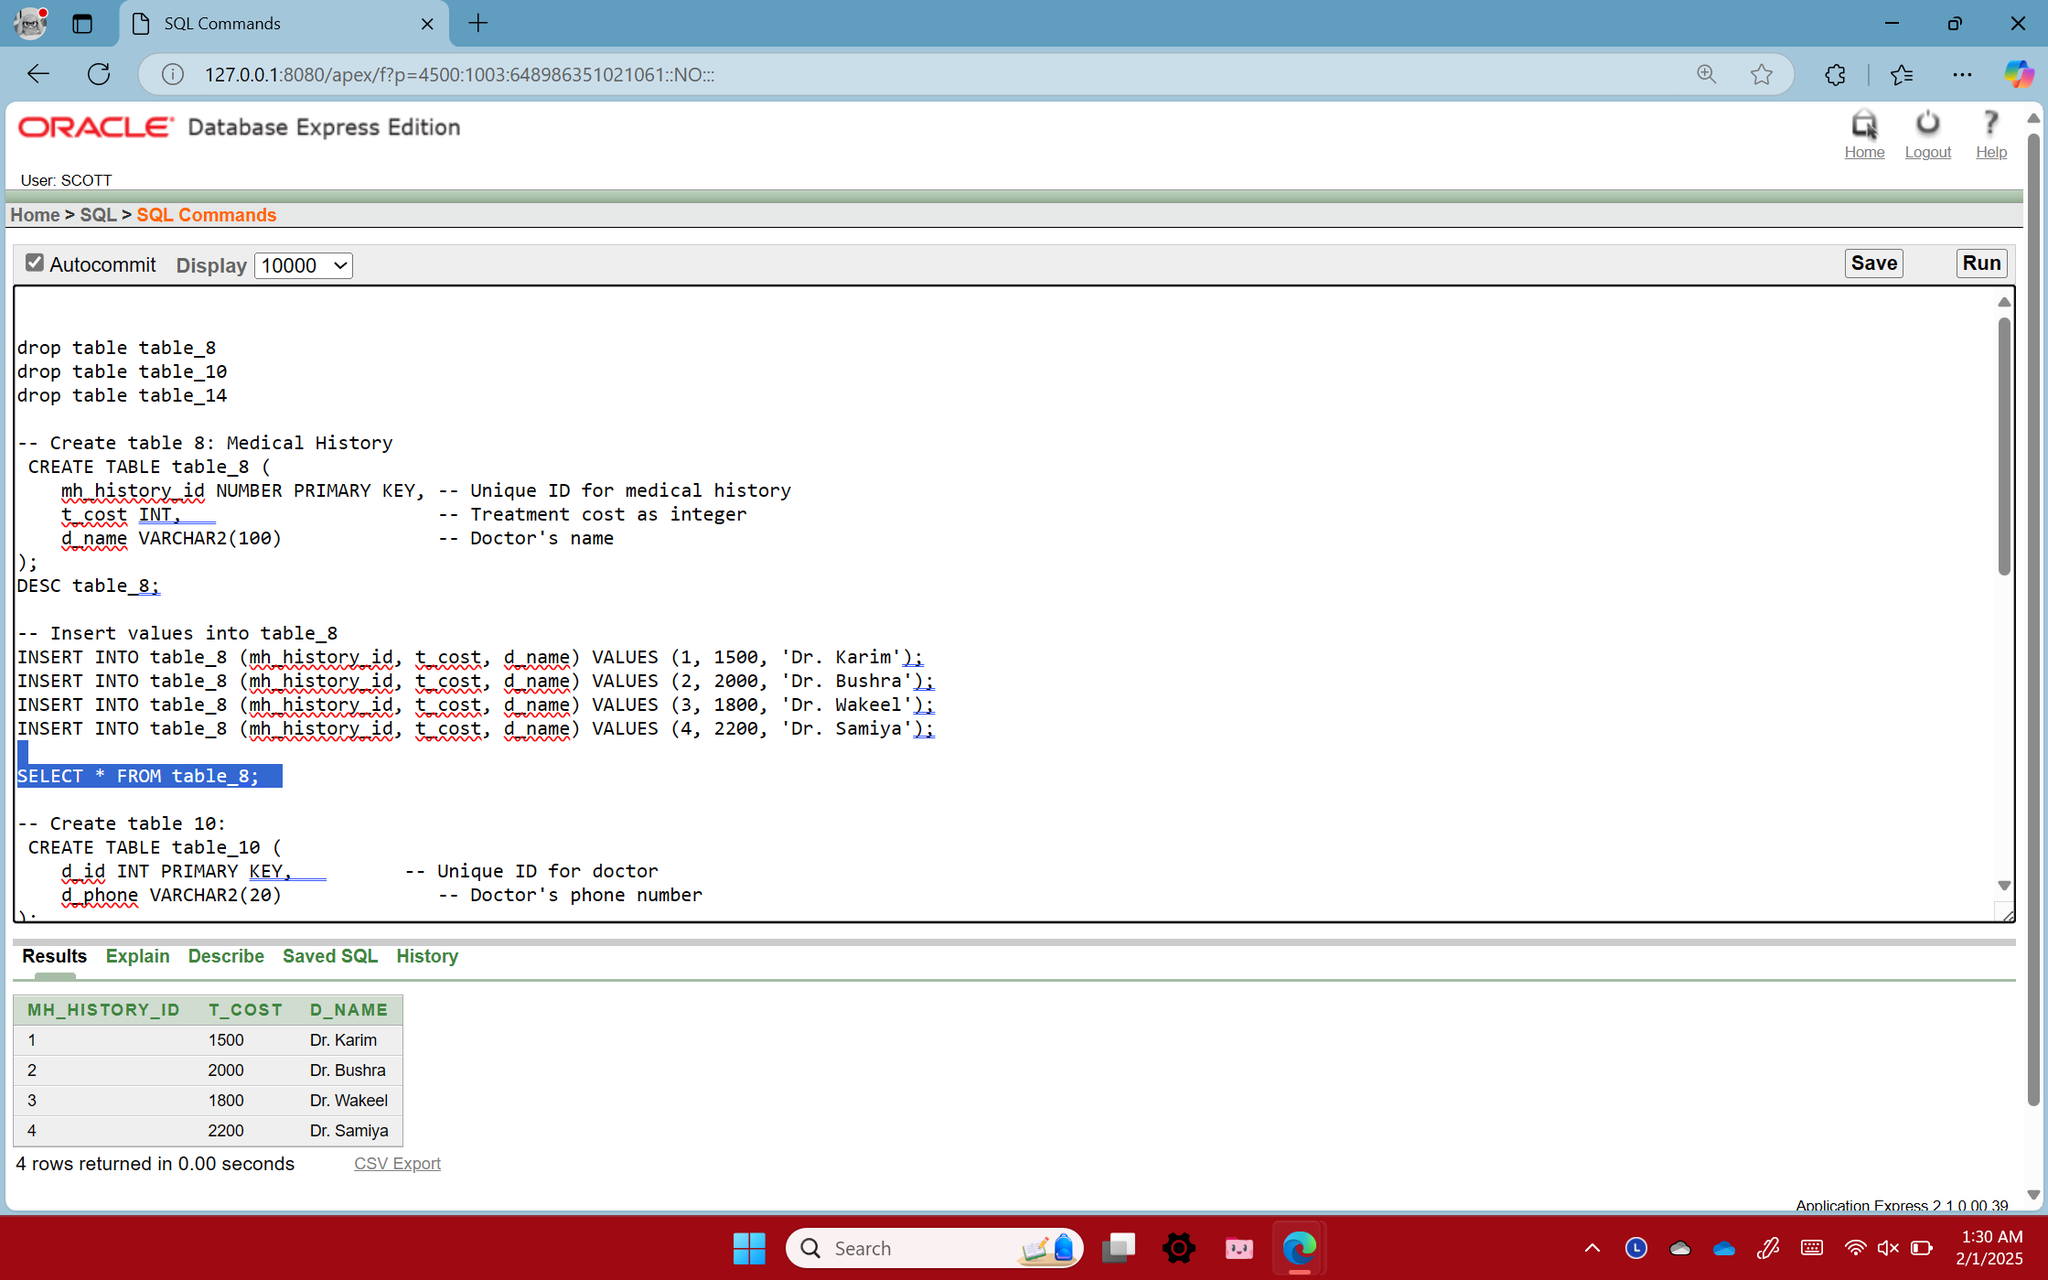 SQL Commands
127.0.0.1:8080/apex/f?p=4500:1003:648986351021061::NO:::
ORACLE Database Express Edition
Home Logout Help
User: SCOTT
Home > SQL > SQL Commands
Autocommit Display 10000 Save Run
drop table table_8
drop table table_10
drop table table_14
-- Create table 8: Medical History
CREATE TABLE table_8 (
mh_history_id NUMBER PRIMARY KEY, -- Unique ID for medical history
t_cost INT, -- Treatment cost as integer
d_name VARCHAR2(100) -- Doctor's name
);
DESC table_8;
-- Insert values into table_8
INSERT INTO table_8 (mh_history_id, t_cost, d_name) VALUES (1, 1500, 'Dr. Karim');
INSERT INTO table_8 (mh_history_id, t_cost, d_name) VALUES (2, 2000, 'Dr. Bushra');
INSERT INTO table_8 (mh_history_id, t_cost, d_name) VALUES (3, 1800, 'Dr. Wakeel');
INSERT INTO table_8 (mh_history_id, t_cost, d_name) VALUES (4, 2200, 'Dr. Samiya');
SELECT * FROM table_8;
-- Create table 10:
CREATE TABLE table_10 (
d_id INT PRIMARY KEY, -- Unique ID for doctor
d_phone VARCHAR2(20) -- Doctor's phone number
);
Results Explain Describe Saved SQL History
MH_HISTORY_ID T_COST D_NAME
1 1500 Dr. Karim
2 2000 Dr. Bushra
3 1800 Dr. Wakeel
4 2200 Dr. Samiya
4 rows returned in 0.00 seconds CSV Export
Application Express 2.1.0.00.39
Search
L
1:30 AM
2/1/2025